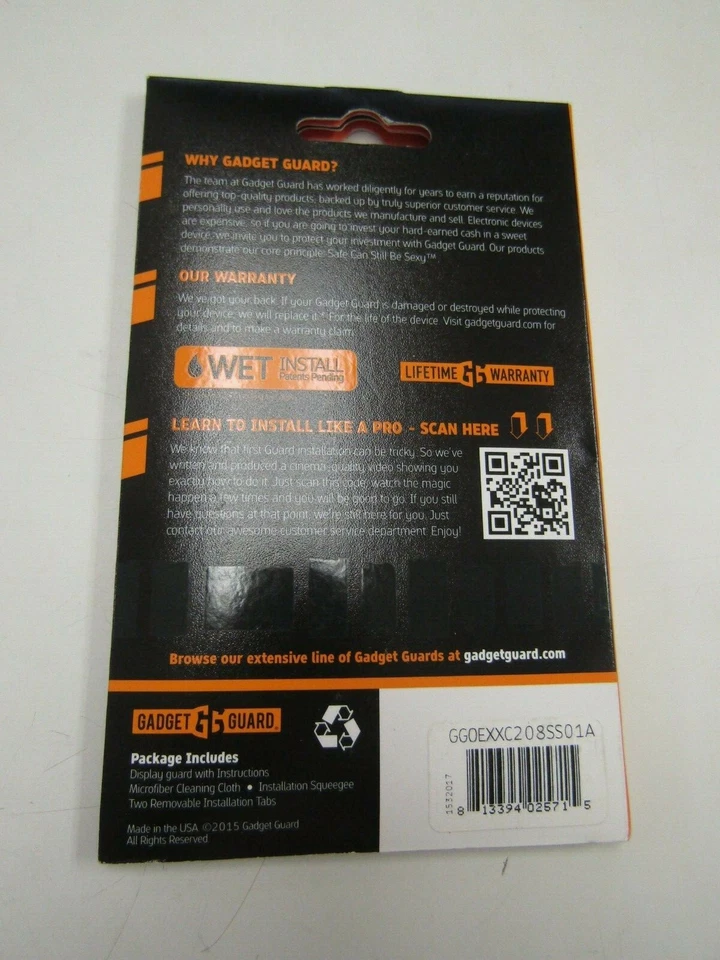 WHY GADGET GUARD?
The team at Gadget Guard has worked diligently for years to earn a reputation for
offering top-quality products, backed up by truly superior customer service. We
personally use and love the products we manufacture and sell. Electronic devices
are expensive, so if you are going to invest your hard-earned cash in a sweet
device, we invite you to protect your investment with Gadget Guard. Our products
demonstrate our core principle: Safe Can Still Be Sexy™
OUR WARRANTY
We've got your back. If your Gadget Guard is damaged or destroyed while protecting
your device, we will replace it.* For the life of the device. Visit gadgetguard.com for
details and to make a warranty claim.
WET INSTALL
Patents Pending
LIFETIME GG WARRANTY
LEARN TO INSTALL LIKE A PRO - SCAN HERE
We know that first Guard installation can be tricky. So we've
written and produced a cinema-quality video showing you
exactly how to do it. Just scan this code, watch the magic
happen a few times and you will be good to go. If you still
have questions at that point, we're still here for you. Just
contact our awesome customer service department. Enjoy!
Browse our extensive line of Gadget Guards at gadgetguard.com
GADGET GG GUARD
Package Includes
Display guard with Instructions
Microfiber Cleaning Cloth • Installation Squeegee
Two Removable Installation Tabs
Made in the USA ©2015 Gadget Guard
All Rights Reserved
GGOEXXC208SS01A
1532017
8 13394 02571 5